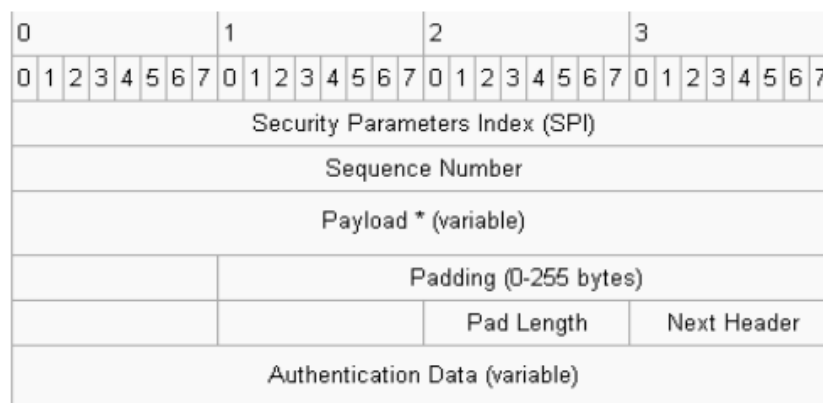 0 1 2 3
0 1 2 3 4 5 6 7 0 1 2 3 4 5 6 7 0 1 2 3 4 5 6 7 0 1 2 3 4 5 6 7
Security Parameters Index (SPI)
Sequence Number
Payload * (variable)
Padding (0-255 bytes)
Pad Length Next Header
Authentication Data (variable)